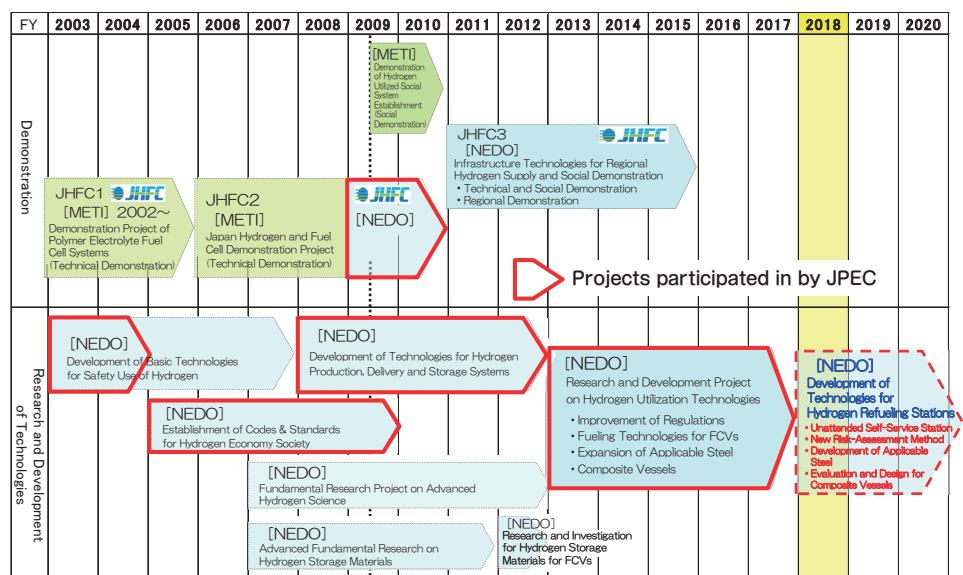 FY 2003 2004 2005 2006 2007 2008 2009 2010 2011 2012 2013 2014 2015 2016 2017 2018 2019 2020
Demonstration
[METI]
Demonstration
of Hydrogen
Utilized Social
System
Establishment
(Social
Demonstration)
JHFC3 JHFC
[NEDO]
Infrastructure Technologies for Regional
Hydrogen Supply and Social Demonstration
• Technical and Social Demonstration
• Regional Demonstration
JHFC1 JHFC
[METI] 2002～
Demonstration Project of
Polymer Electrolyte Fuel
Cell Systems
(Technical Demonstration)
JHFC2
[METI]
Japan Hydrogen and Fuel
Cell Demonstration Project
(Technical Demonstration)
JHFC
[NEDO]
Projects participated in by JPEC
Research and Development
of Technologies
[NEDO]
Development of Basic Technologies
for Safety Use of Hydrogen
[NEDO]
Development of Technologies for Hydrogen
Production, Delivery and Storage Systems
[NEDO]
Establishment of Codes & Standards
for Hydrogen Economy Society
[NEDO]
Fundamental Research Project on Advanced
Hydrogen Science
[NEDO]
Advanced Fundamental Research on
Hydrogen Storage Materials
[NEDO]
Research and Investigation
for Hydrogen Storage
Materials for FCVs
[NEDO]
Research and Development Project
on Hydrogen Utilization Technologies
• Improvement of Regulations
• Fueling Technologies for FCVs
• Expansion of Applicable Steel
• Composite Vessels
[NEDO]
Development of
Technologies for
Hydrogen Refueling Stations
• Unattended Self-Service Station
• New Risk-Assessment Method
• Development of Applicable
Steel
• Evaluation and Design for
Composite Vessels